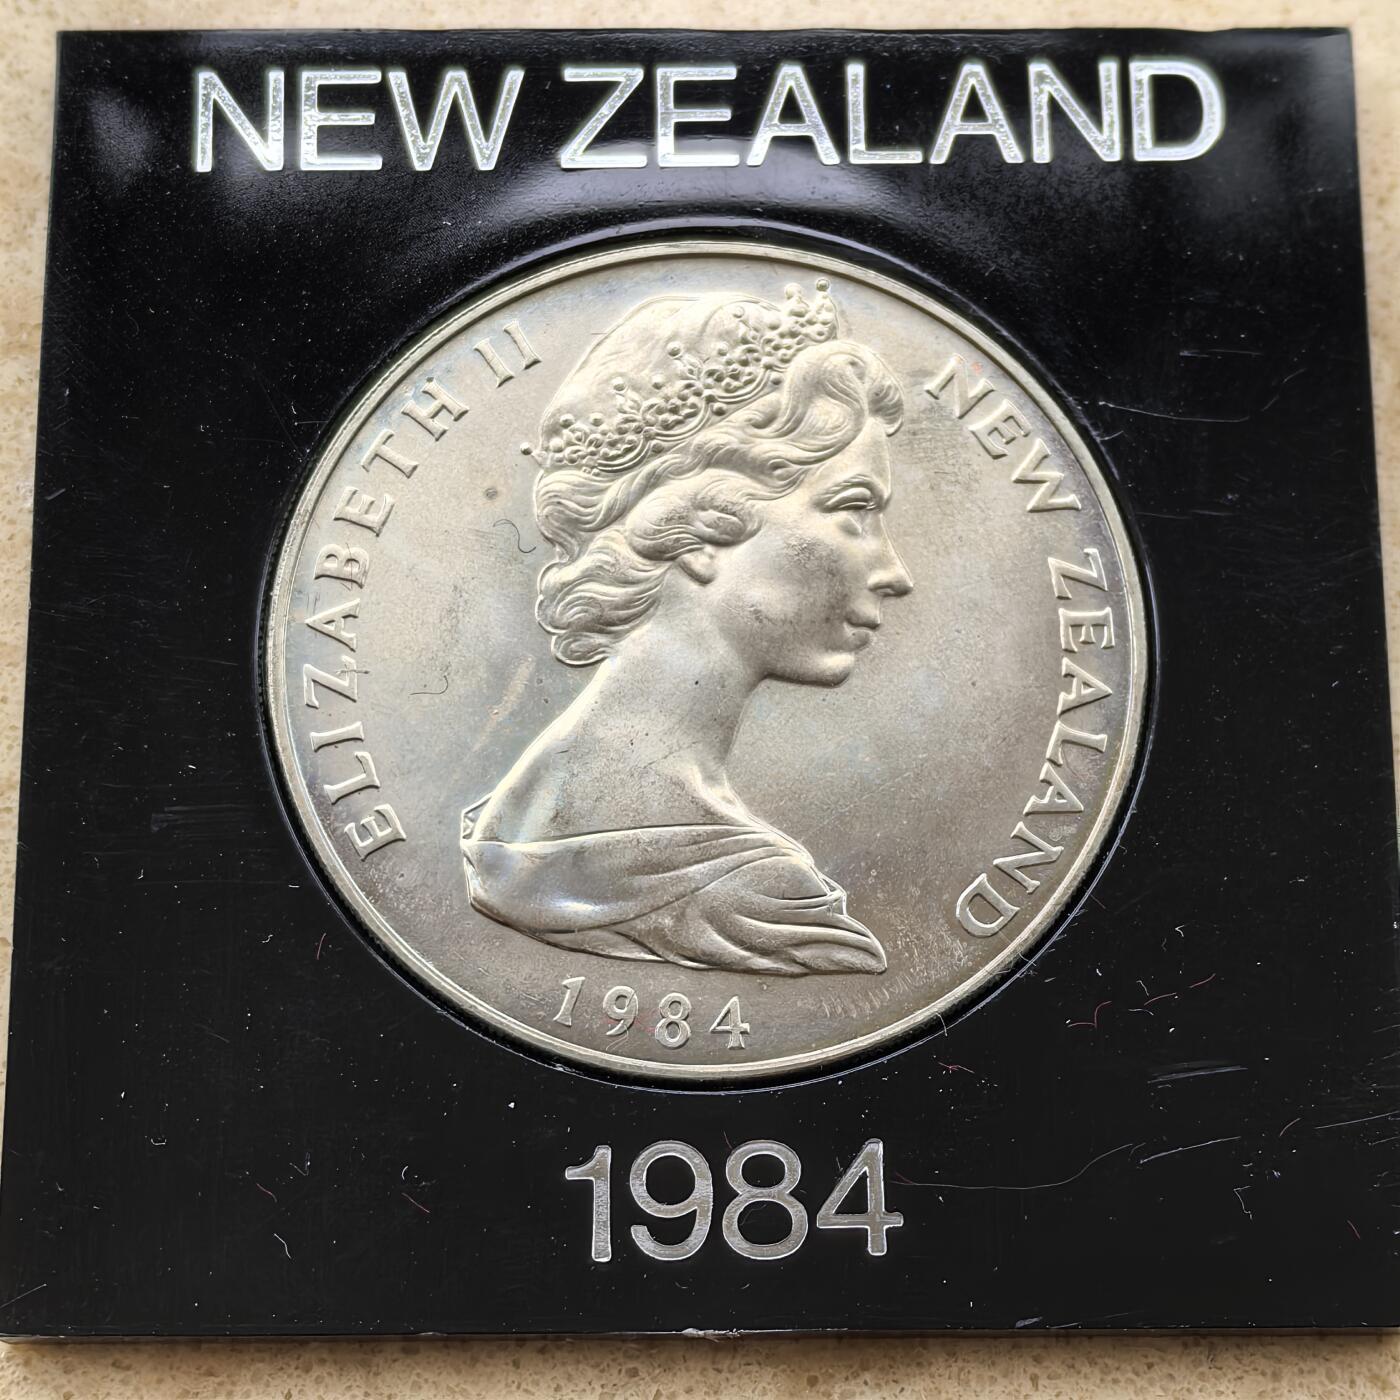 NEW ZEALAND
ELIZABETH II
NEW ZEALAND
1984
1984